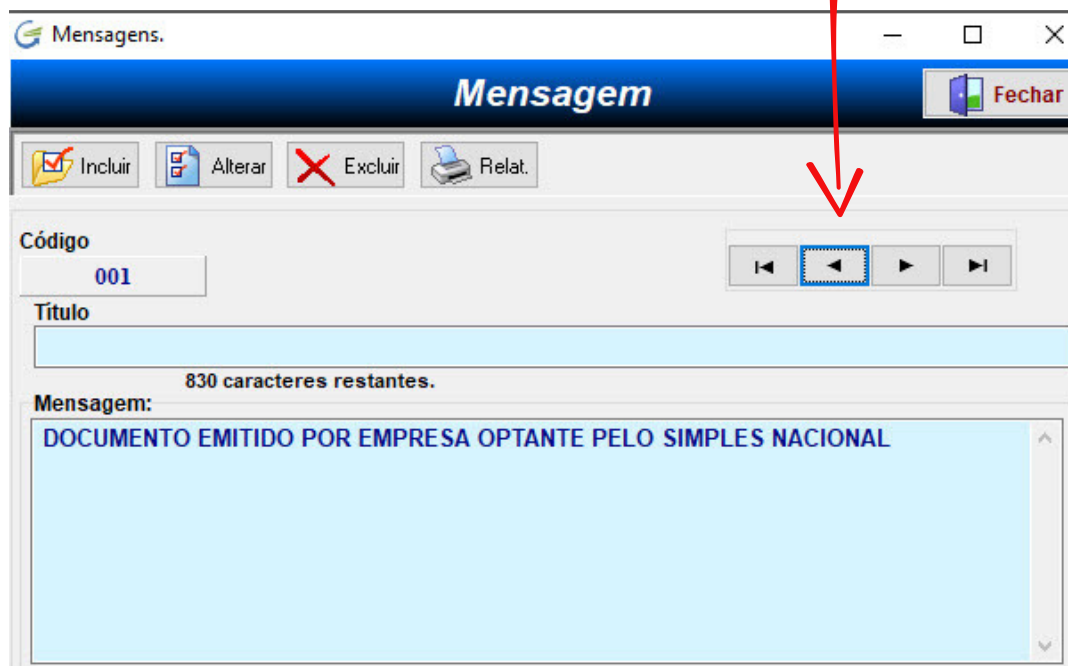 Mensagens.
Mensagem
Fechar
Incluir Alterar Excluir Relat.
Código
001
Título
830 caracteres restantes.
Mensagem:
DOCUMENTO EMITIDO POR EMPRESA OPTANTE PELO SIMPLES NACIONAL